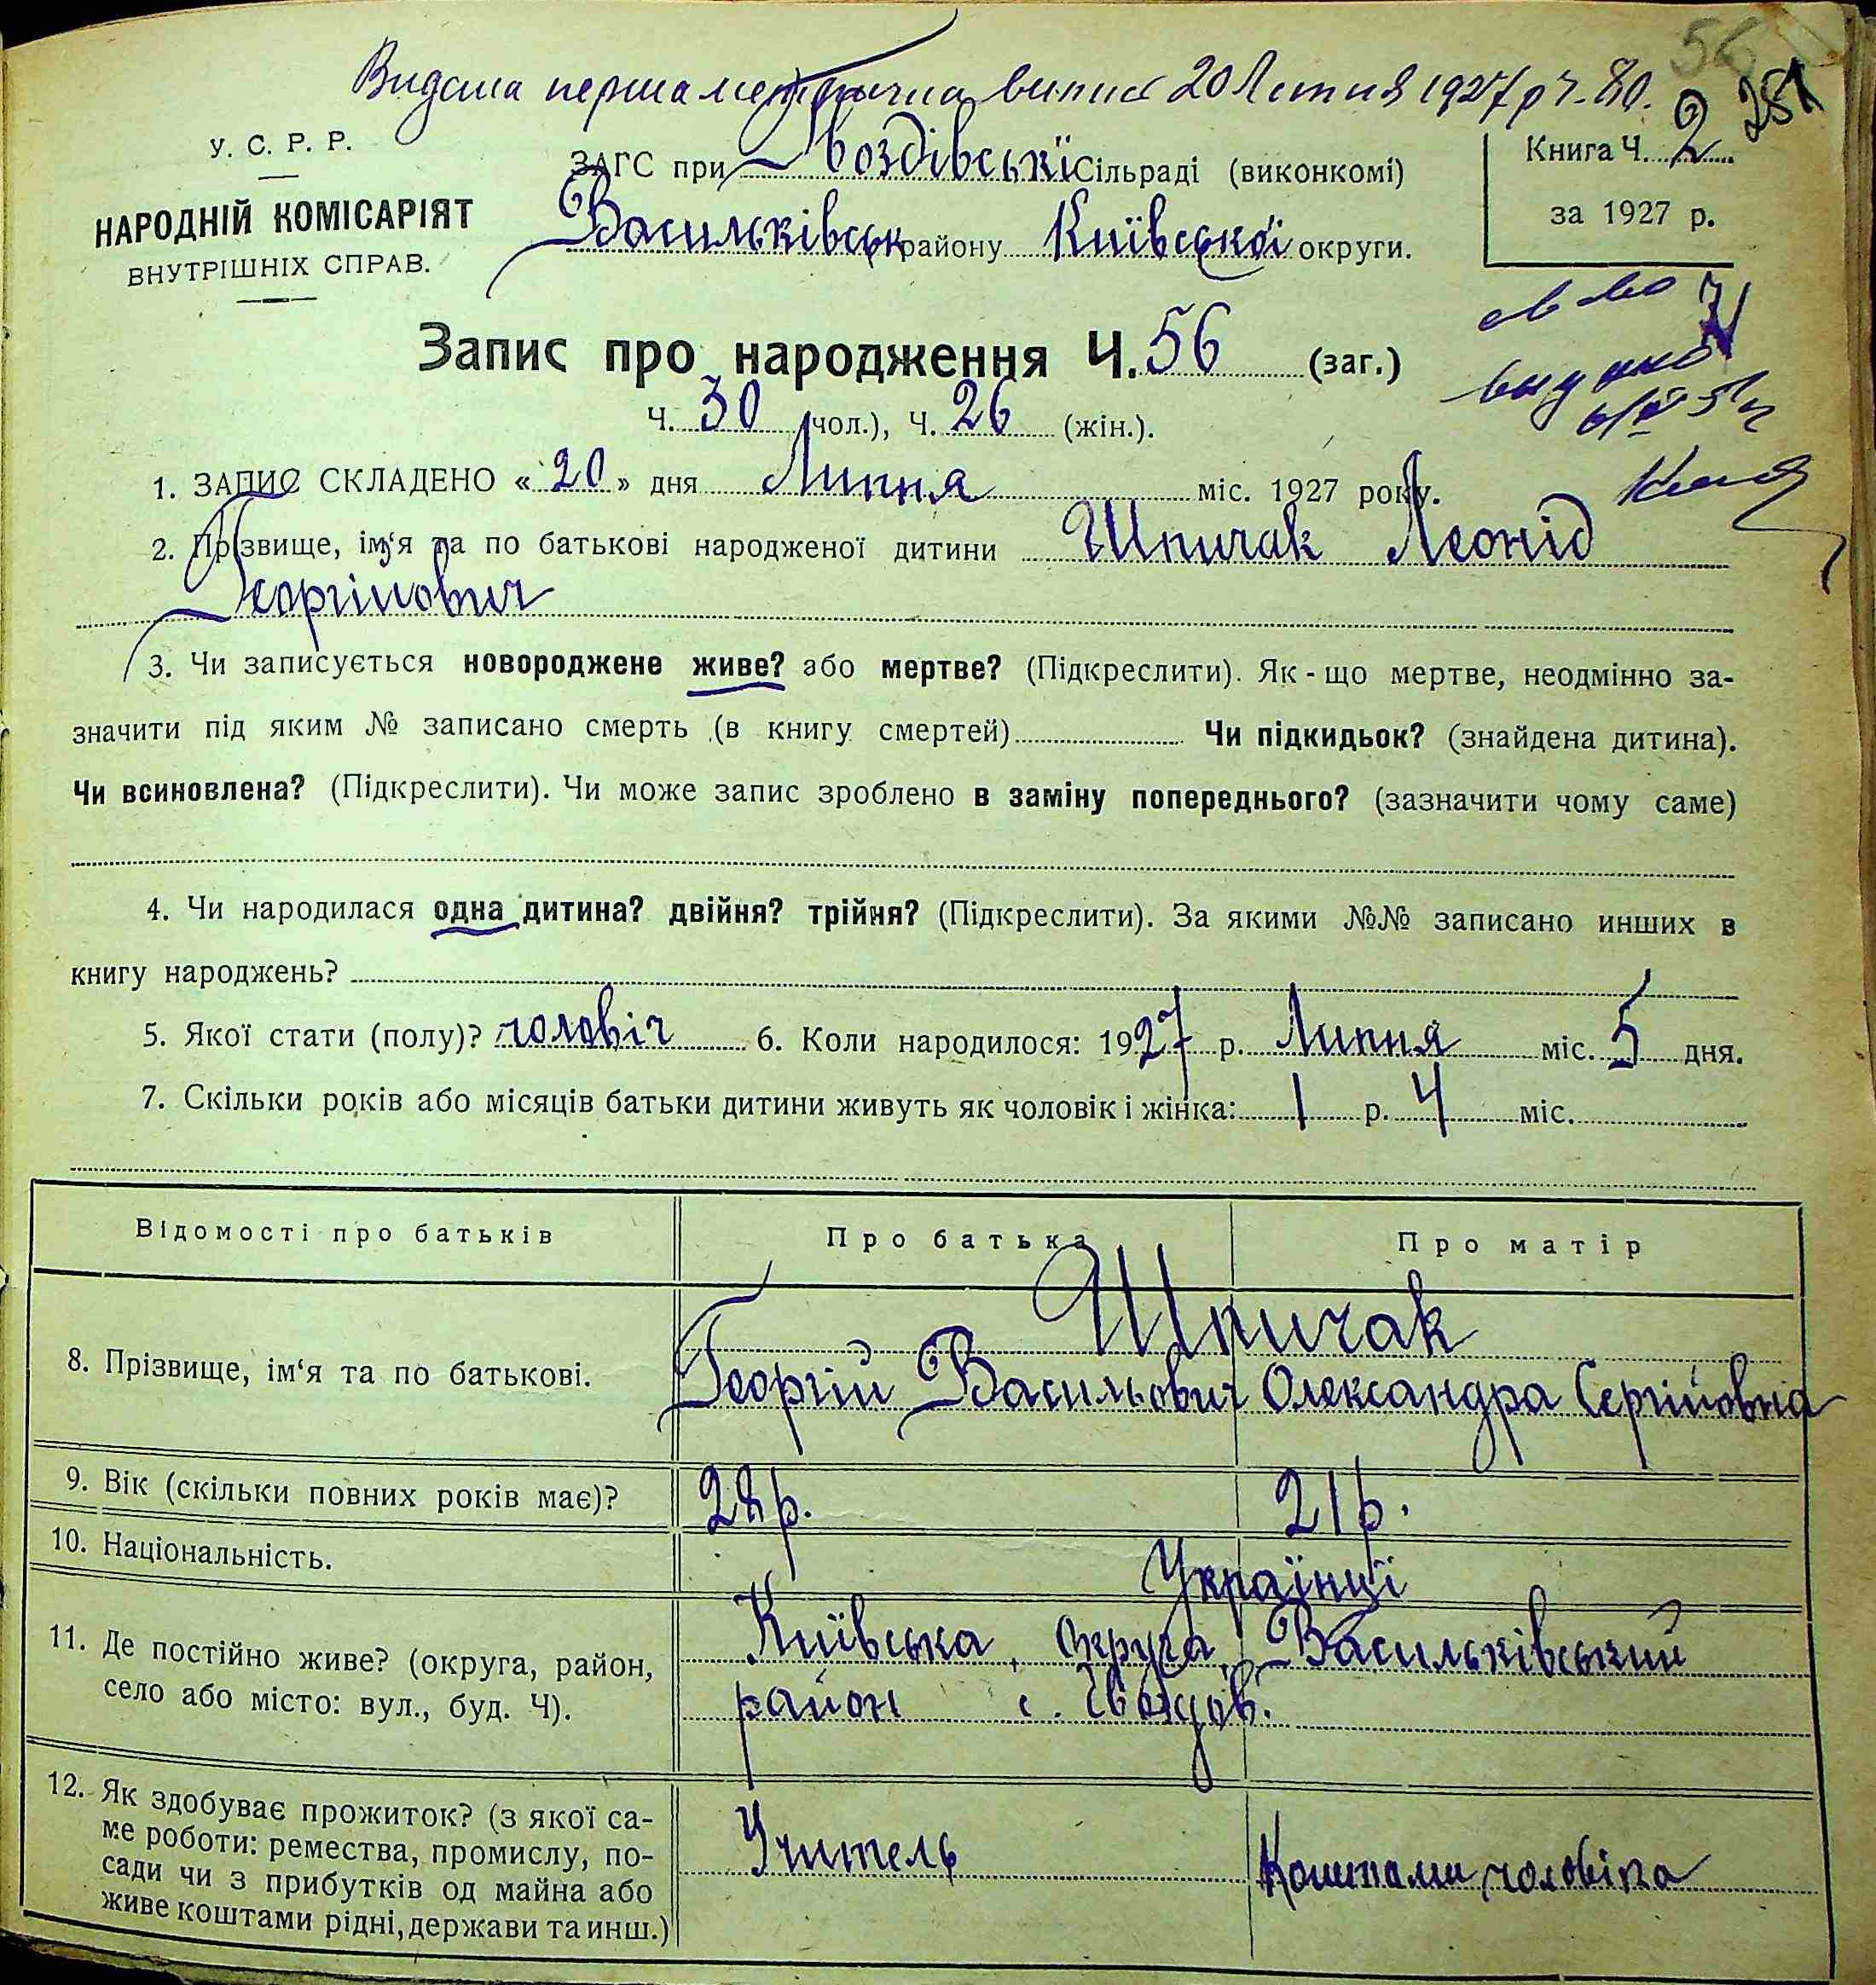 56
251
Видана перша метрична випис 20 Липня 1927 р ч. 80.
У. С. Р. Р.
НАРОДНІЙ КОМІСАРІЯТ
ВНУТРІШНІХ СПРАВ.
ЗАГС при Гвоздівські Сільраді (виконкомі)
Васильківськ району Київської округи.
Книга Ч. 2
за 1927 р.
Запис про народження Ч. 56 (заг.)
Ч. 30 (чол.), Ч. 26 (жін.).
1. ЗАПИС СКЛАДЕНО « 20 » дня Липня міс. 1927 року.
2. Прізвище, ім‘я та по батькові народженої дитини Шпичак Леонід
Георгійович
3. Чи записується новороджене живе? або мертве? (Підкреслити). Як - що мертве, неодмінно за-
значити під яким № записано смерть (в книгу смертей) Чи підкидьок? (знайдена дитина).
Чи всиновлена? (Підкреслити). Чи може запис зроблено в заміну попереднього? (зазначити чому саме)
4. Чи народилася одна дитина? двійня? трійня? (Підкреслити). За якими №№ записано инших в
книгу народжень?
5. Якої стати (полу)? чоловіч 6. Коли народилося: 1927 р. Липня міс. 5 дня.
7. Скільки років або місяців батьки дитини живуть як чоловік і жінка: 1 р. 4 міс.
Відомості про батьків Про батька Про матір
Шпичак
8. Прізвище, ім‘я та по батькові. Георгій Васильович Олександра Сергійовна
9. Вік (скільки повних років має)? 28 р. 21 р.
10. Національність. Українці
11. Де постійно живе? (округа, район, Київська округа, Васильківський
село або місто: вул., буд. Ч). район с. Гвоздів.
12. Як здобуває прожиток? (з якої са-
ме роботи: ремества, промислу, по- Учитель Коштами чоловіка
сади чи з прибутків од майна або
живе коштами рідні, держави та инш.)